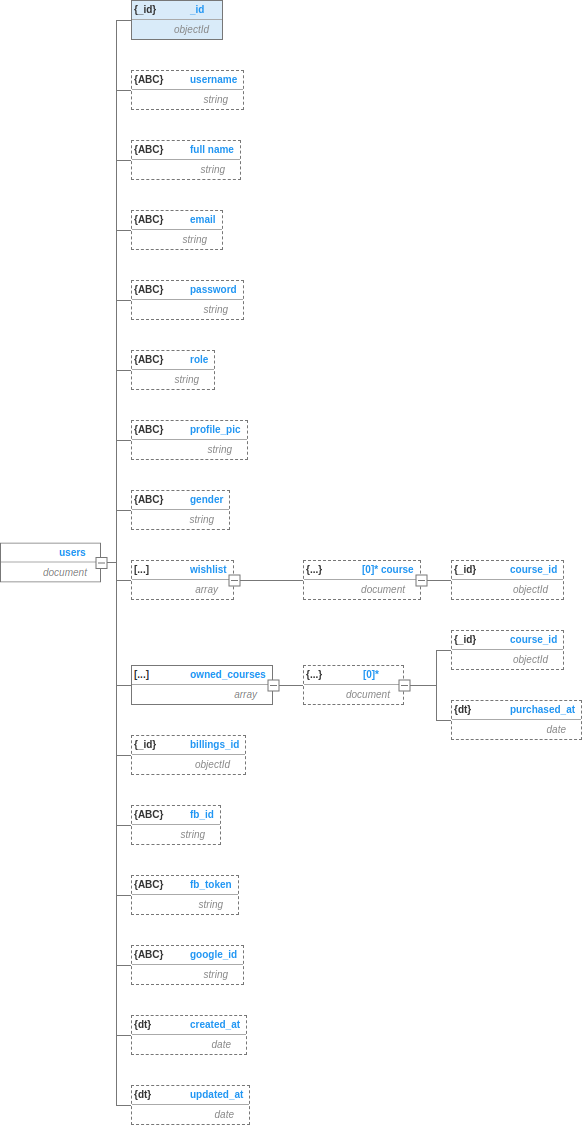 {_id} _id
objectId
{ABC} username
string
{ABC} full name
string
{ABC} email
string
{ABC} password
string
{ABC} role
string
{ABC} profile_pic
string
{ABC} gender
string
users
document
[...] wishlist
array
{...} [0]* course
document
{_id} course_id
objectId
[...] owned_courses
array
{...} [0]*
document
{_id} course_id
objectId
{dt} purchased_at
date
{_id} billings_id
objectId
{ABC} fb_id
string
{ABC} fb_token
string
{ABC} google_id
string
{dt} created_at
date
{dt} updated_at
date